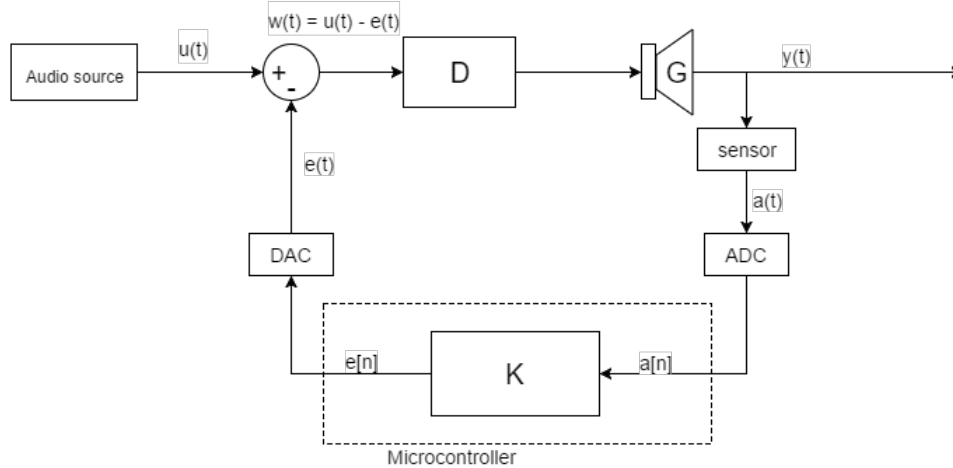 w(t) = u(t) - e(t)
u(t)
y(t)
Audio source
+
-
D
G
sensor
e(t)
a(t)
DAC
ADC
e[n]
K
a[n]
Microcontroller